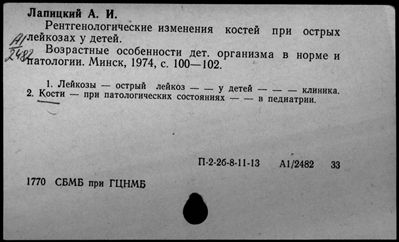 Лапицкий А. И.
Рентгенологические изменения костей при острых
лейкозах у детей.
А1/2482
Возрастные особенности дет. организма в норме и
патологии. Минск, 1974, с. 100—102.
1. Лейкозы — острый лейкоз — — у детей — — — клиника.
2. Кости — при патологических состояниях — — в педиатрии.
П-2-26-8-11-13 А1/2482 33
1770 СБМБ при ГЦНМБ